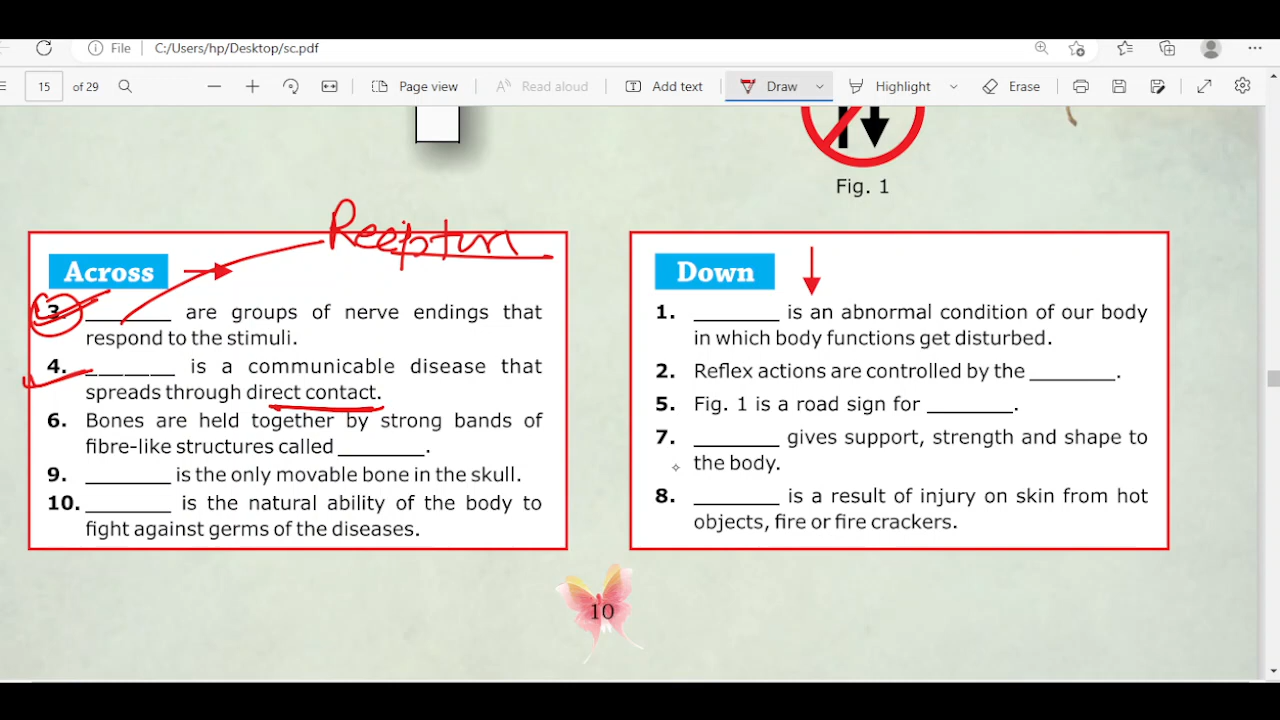 File C:/Users/hp/Desktop/sc.pdf
15 of 29 Page view Read aloud Add text Draw Highlight Erase
Fig. 1
Across
3. ________ are groups of nerve endings that
respond to the stimuli.
4. ________ is a communicable disease that
spreads through direct contact.
6. Bones are held together by strong bands of
fibre-like structures called ________.
9. ________ is the only movable bone in the skull.
10. ________ is the natural ability of the body to
fight against germs of the diseases.
Down
1. ________ is an abnormal condition of our body
in which body functions get disturbed.
2. Reflex actions are controlled by the ________.
5. Fig. 1 is a road sign for ________.
7. ________ gives support, strength and shape to
the body.
8. ________ is a result of injury on skin from hot
objects, fire or fire crackers.
10